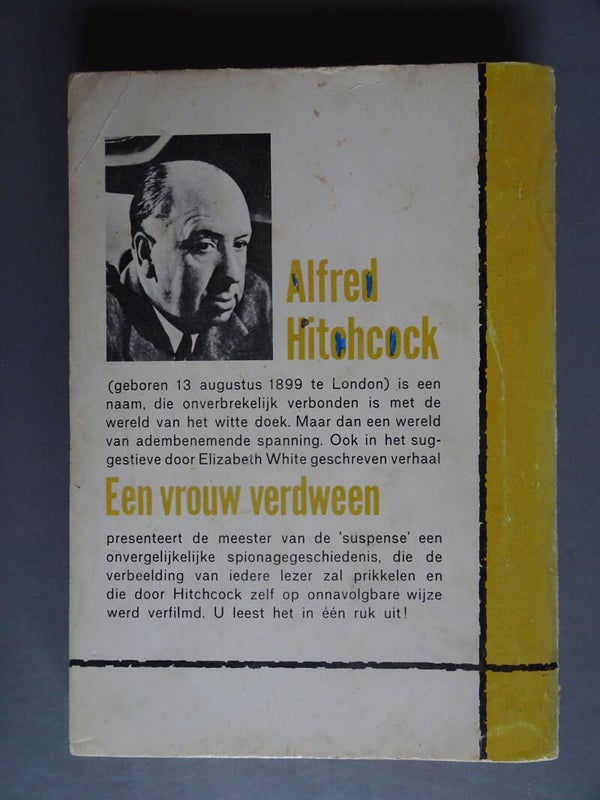 Alfred
Hitchcock
(geboren 13 augustus 1899 te London) is een
naam, die onverbrekelijk verbonden is met de
wereld van het witte doek. Maar dan een wereld
van adembenemende spanning. Ook in het sug-
gestieve door Elizabeth White geschreven verhaal
Een vrouw verdween
presenteert de meester van de 'suspense' een
onvergelijkelijke spionagegeschiedenis, die de
verbeelding van iedere lezer zal prikkelen en
die door Hitchcock zelf op onnavolgbare wijze
werd verfilmd. U leest het in één ruk uit!